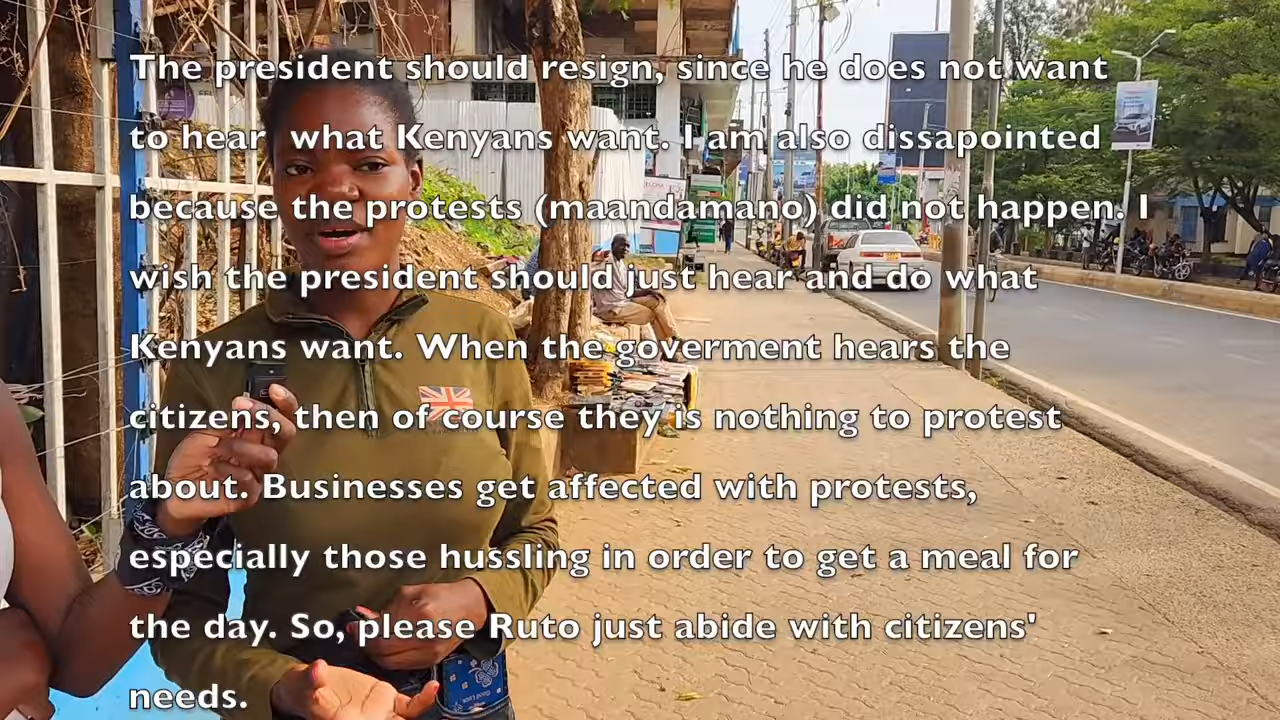 The president should resign, since he does not want
to hear  what Kenyans want. I am also dissapointed
because the protests (maandamano) did not happen. I
wish the president should just hear and do what
Kenyans want. When the goverment hears the
citizens, then of course they is nothing to protest
about. Businesses get affected with protests,
especially those hussling in order to get a meal for
the day. So, please Ruto just abide with citizens'
needs.